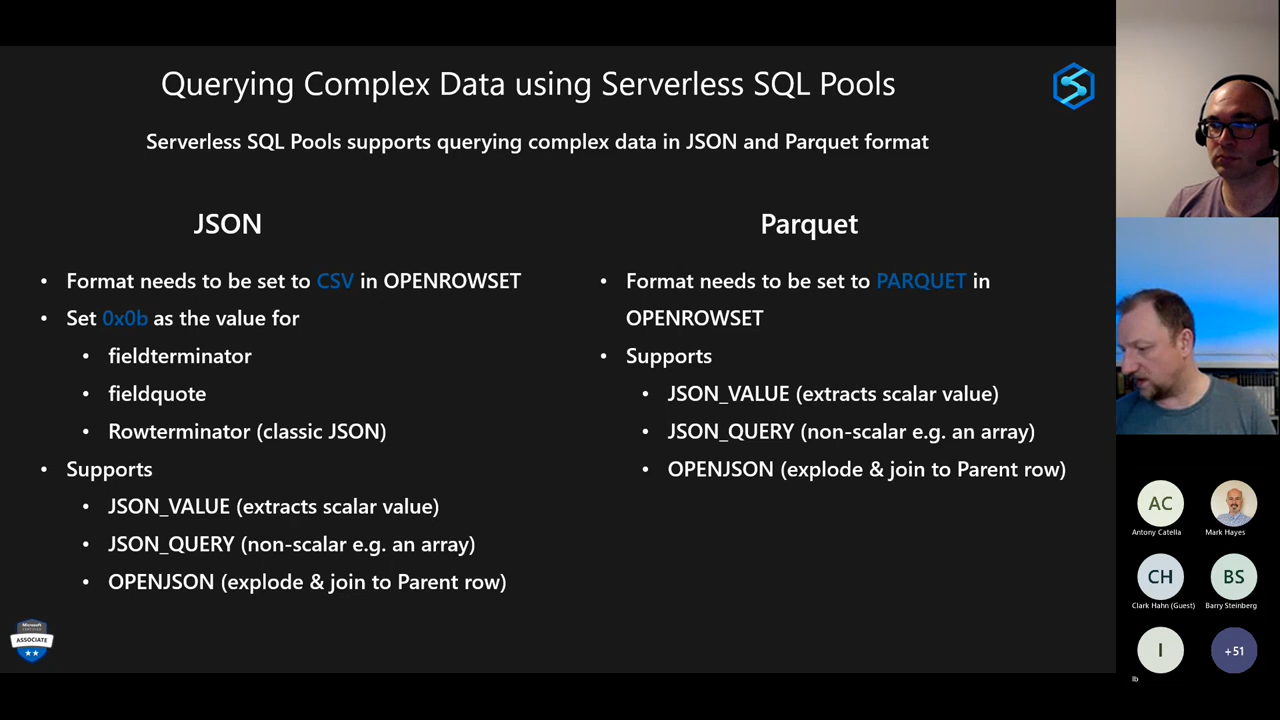 Querying Complex Data using Serverless SQL Pools
Serverless SQL Pools supports querying complex data in JSON and Parquet format
JSON
• Format needs to be set to CSV in OPENROWSET
• Set 0x0b as the value for
• fieldterminator
• fieldquote
• Rowterminator (classic JSON)
• Supports
• JSON_VALUE (extracts scalar value)
• JSON_QUERY (non-scalar e.g. an array)
• OPENJSON (explode & join to Parent row)
Parquet
• Format needs to be set to PARQUET in
OPENROWSET
• Supports
• JSON_VALUE (extracts scalar value)
• JSON_QUERY (non-scalar e.g. an array)
• OPENJSON (explode & join to Parent row)
Microsoft
CERTIFIED
ASSOCIATE
AC
Antony Catella
Mark Hayes
CH
Clark Hahn (Guest)
BS
Barry Steinberg
I
Ib
+51